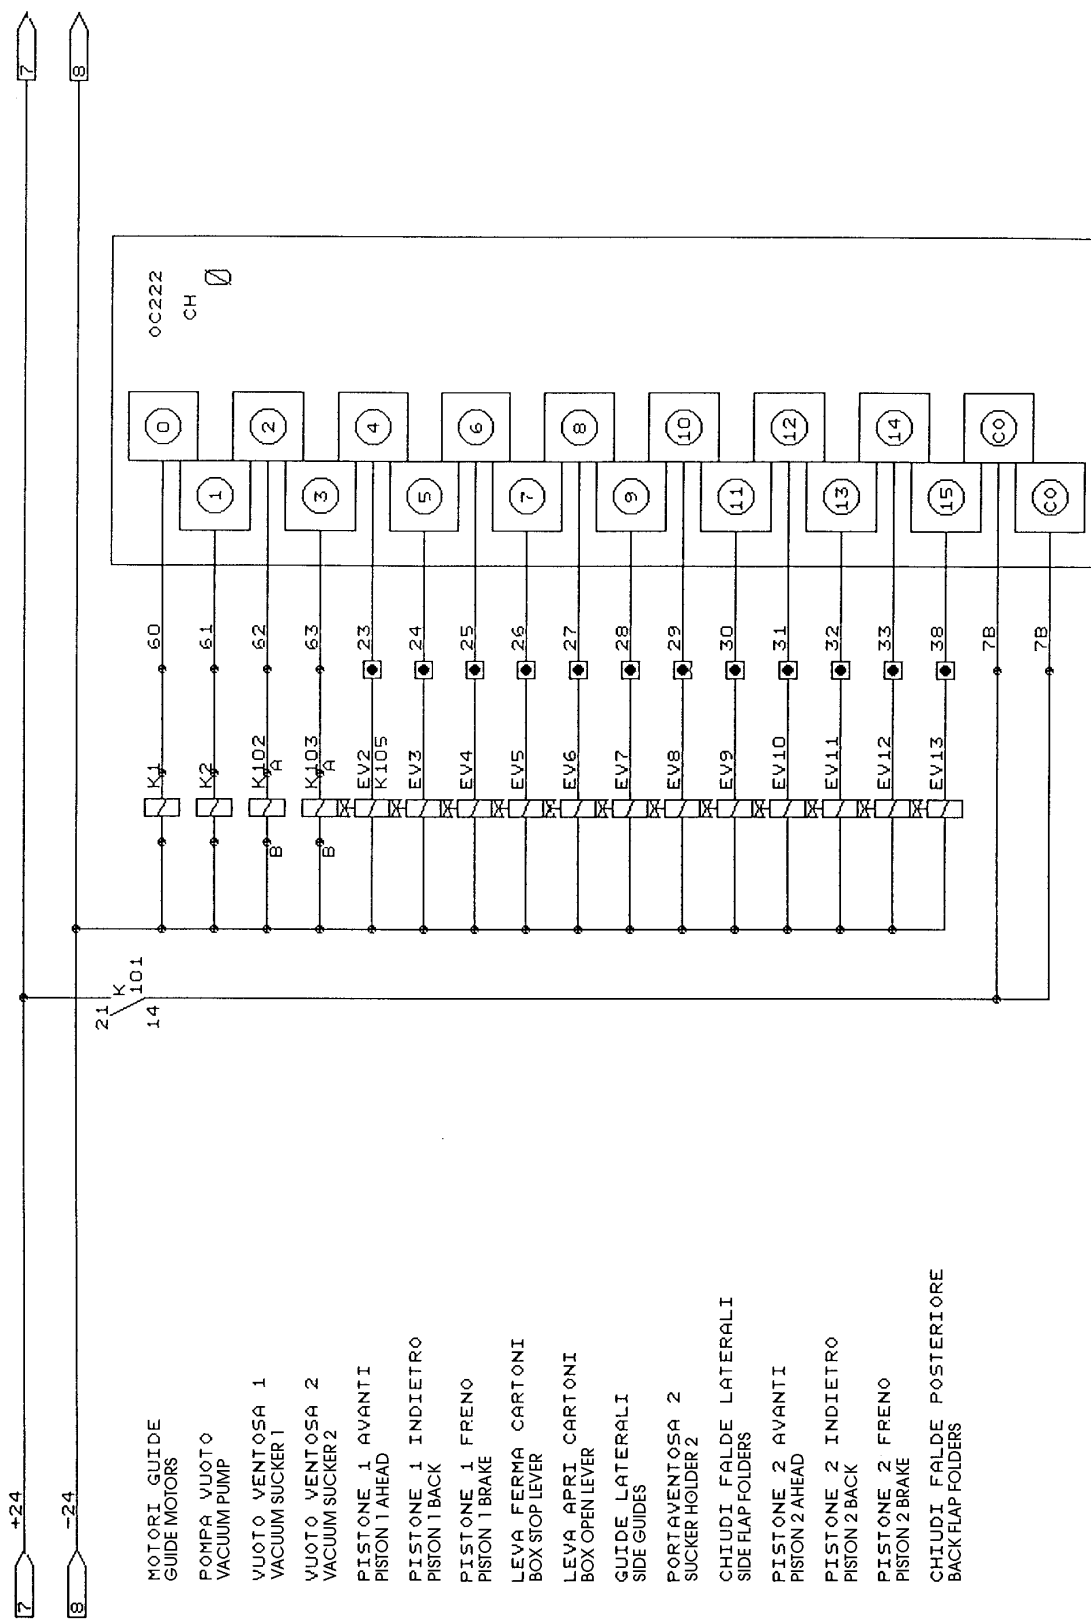 7
+24
7
8
-24
8
21
K
101
14
OC222
CH
0
MOTORI GUIDE
GUIDE MOTORS
K1
60
0
POMPA VUOTO
VACUUM PUMP
K2
61
1
VUOTO VENTOSA 1
VACUUM SUCKER 1
B
K102
A
62
2
VUOTO VENTOSA 2
VACUUM SUCKER 2
B
K103
A
63
3
PISTONE 1 AVANTI
PISTON 1 AHEAD
EV2
K105
23
4
PISTONE 1 INDIETRO
PISTON 1 BACK
EV3
24
5
PISTONE 1 FRENO
PISTON 1 BRAKE
EV4
25
6
LEVA FERMA CARTONI
BOX STOP LEVER
EV5
26
7
LEVA APRI CARTONI
BOX OPEN LEVER
EV6
27
8
GUIDE LATERALI
SIDE GUIDES
EV7
28
9
PORTAVENTOSA 2
SUCKER HOLDER 2
EV8
29
10
CHIUDI FALDE LATERALI
SIDE FLAP FOLDERS
EV9
30
11
PISTONE 2 AVANTI
PISTON 2 AHEAD
EV10
31
12
PISTONE 2 INDIETRO
PISTON 2 BACK
EV11
32
13
PISTONE 2 FRENO
PISTON 2 BRAKE
EV12
33
14
CHIUDI FALDE POSTERIORE
BACK FLAP FOLDERS
EV13
38
15
7B
CO
7B
CO